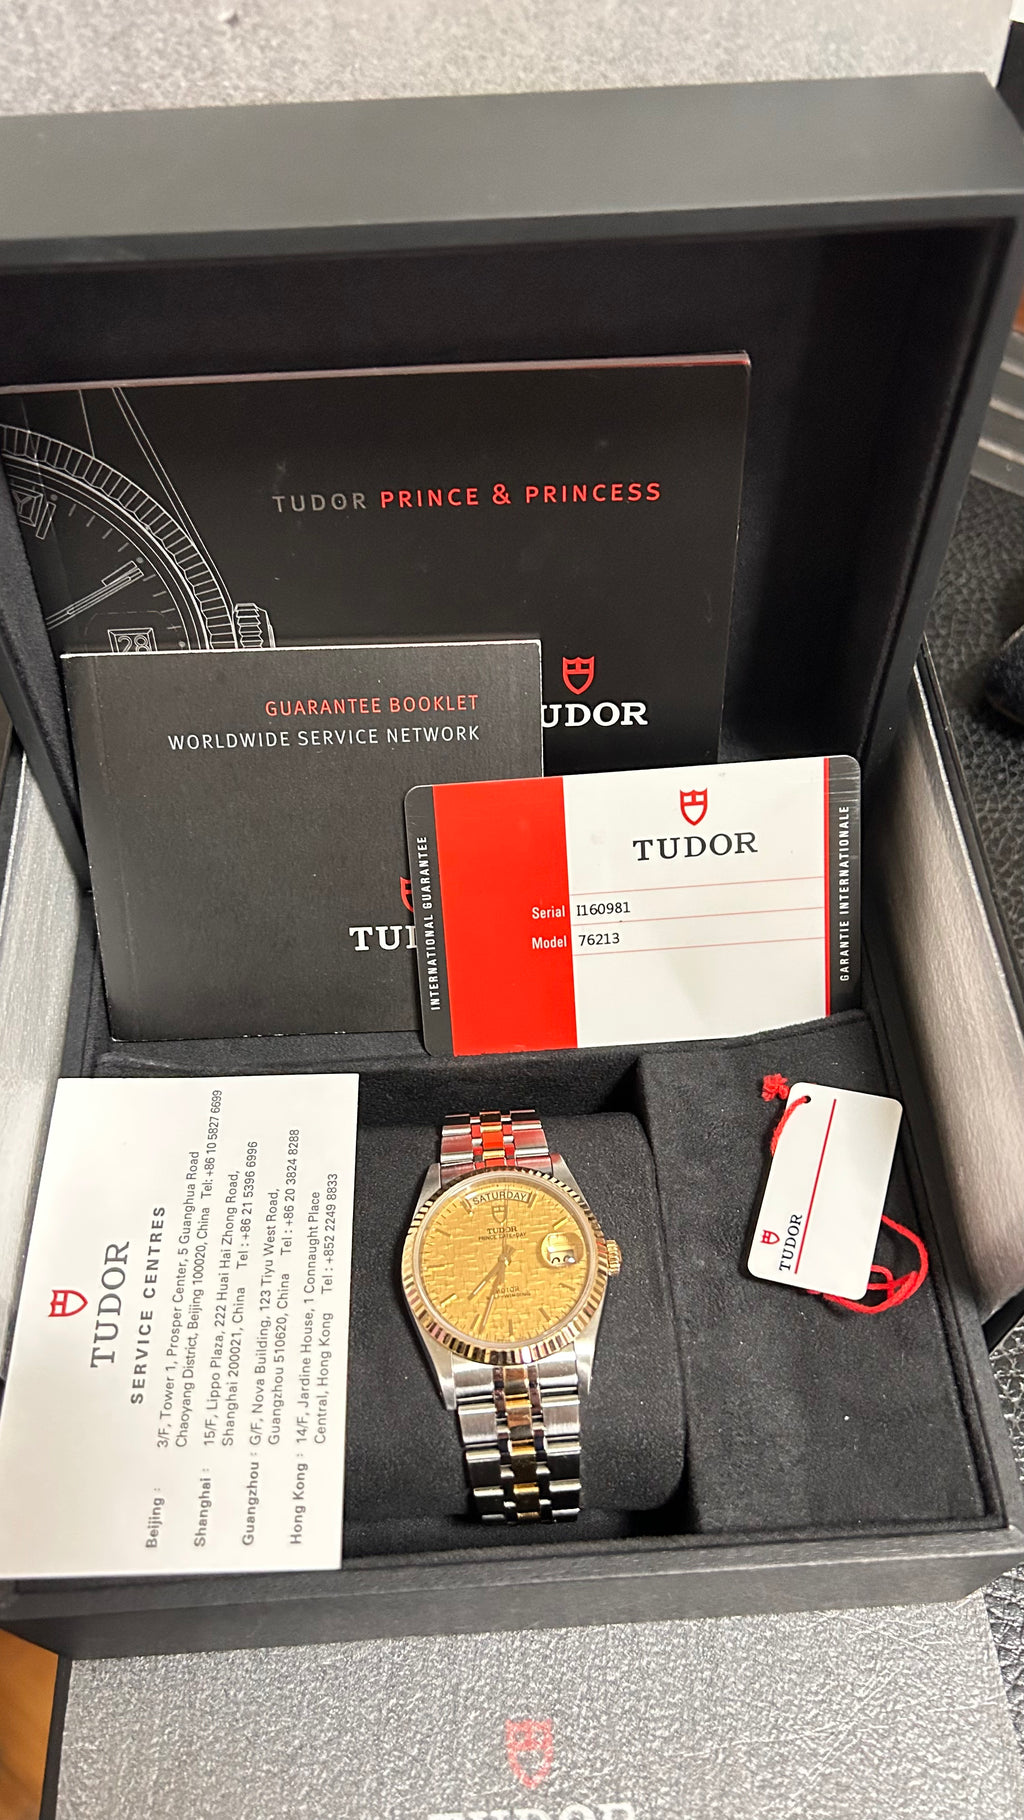 TUDOR PRINCE & PRINCESS
28
TUDOR
GUARANTEE BOOKLET
WORLDWIDE SERVICE NETWORK
INTERNATIONAL GUARANTEE
TUDOR
Serial I160981
Model 76213
GARANTIE INTERNATIONALE
TUDOR
SERVICE CENTRES
Beijing : 3/F, Tower 1, Prosper Center, 5 Guanghua Road
Chaoyang District, Beijing 100020, China Tel: +86 10 5827 6699
Shanghai : 15/F, Lippo Plaza, 222 Huai Hai Zhong Road,
Shanghai 200021, China Tel : +86 21 5396 6996
Guangzhou : G/F, Nova Building, 123 Tiyu West Road,
Guangzhou 510620, China Tel : +86 20 3824 8288
Hong Kong : 14/F, Jardine House, 1 Connaught Place
Central, Hong Kong Tel : +852 2249 8833
SATURDAY
TUDOR
PRINCE DATE+DAY
TUDOR